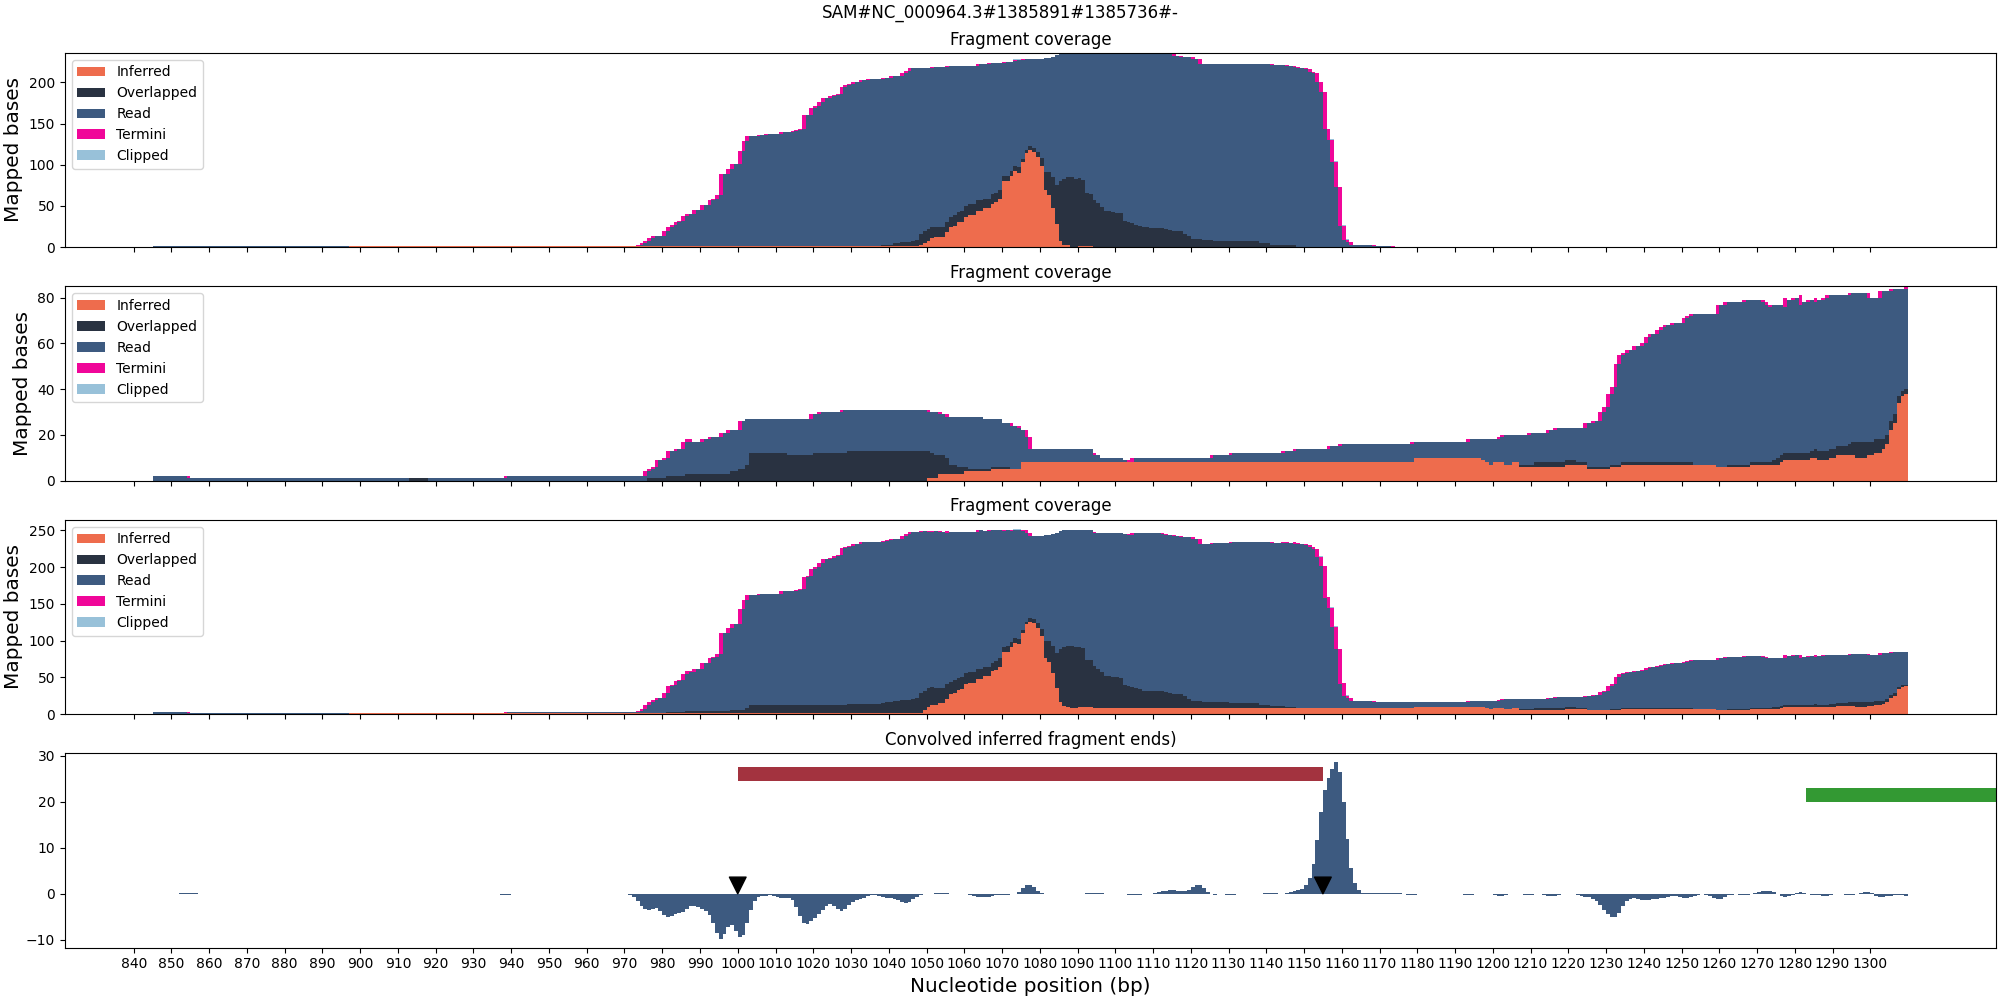 SAM#NC_000964.3#1385891#1385736#-
Fragment coverage
Mapped bases
200
150
100
50
0
Inferred
Overlapped
Read
Termini
Clipped
Fragment coverage
Mapped bases
80
60
40
20
0
Inferred
Overlapped
Read
Termini
Clipped
Fragment coverage
Mapped bases
250
200
150
100
50
0
Inferred
Overlapped
Read
Termini
Clipped
Convolved inferred fragment ends)
30
20
10
0
−10
840 850 860 870 880 890 900 910 920 930 940 950 960 970 980 990 1000 1010 1020 1030 1040 1050 1060 1070 1080 1090 1100 1110 1120 1130 1140 1150 1160 1170 1180 1190 1200 1210 1220 1230 1240 1250 1260 1270 1280 1290 1300
Nucleotide position (bp)